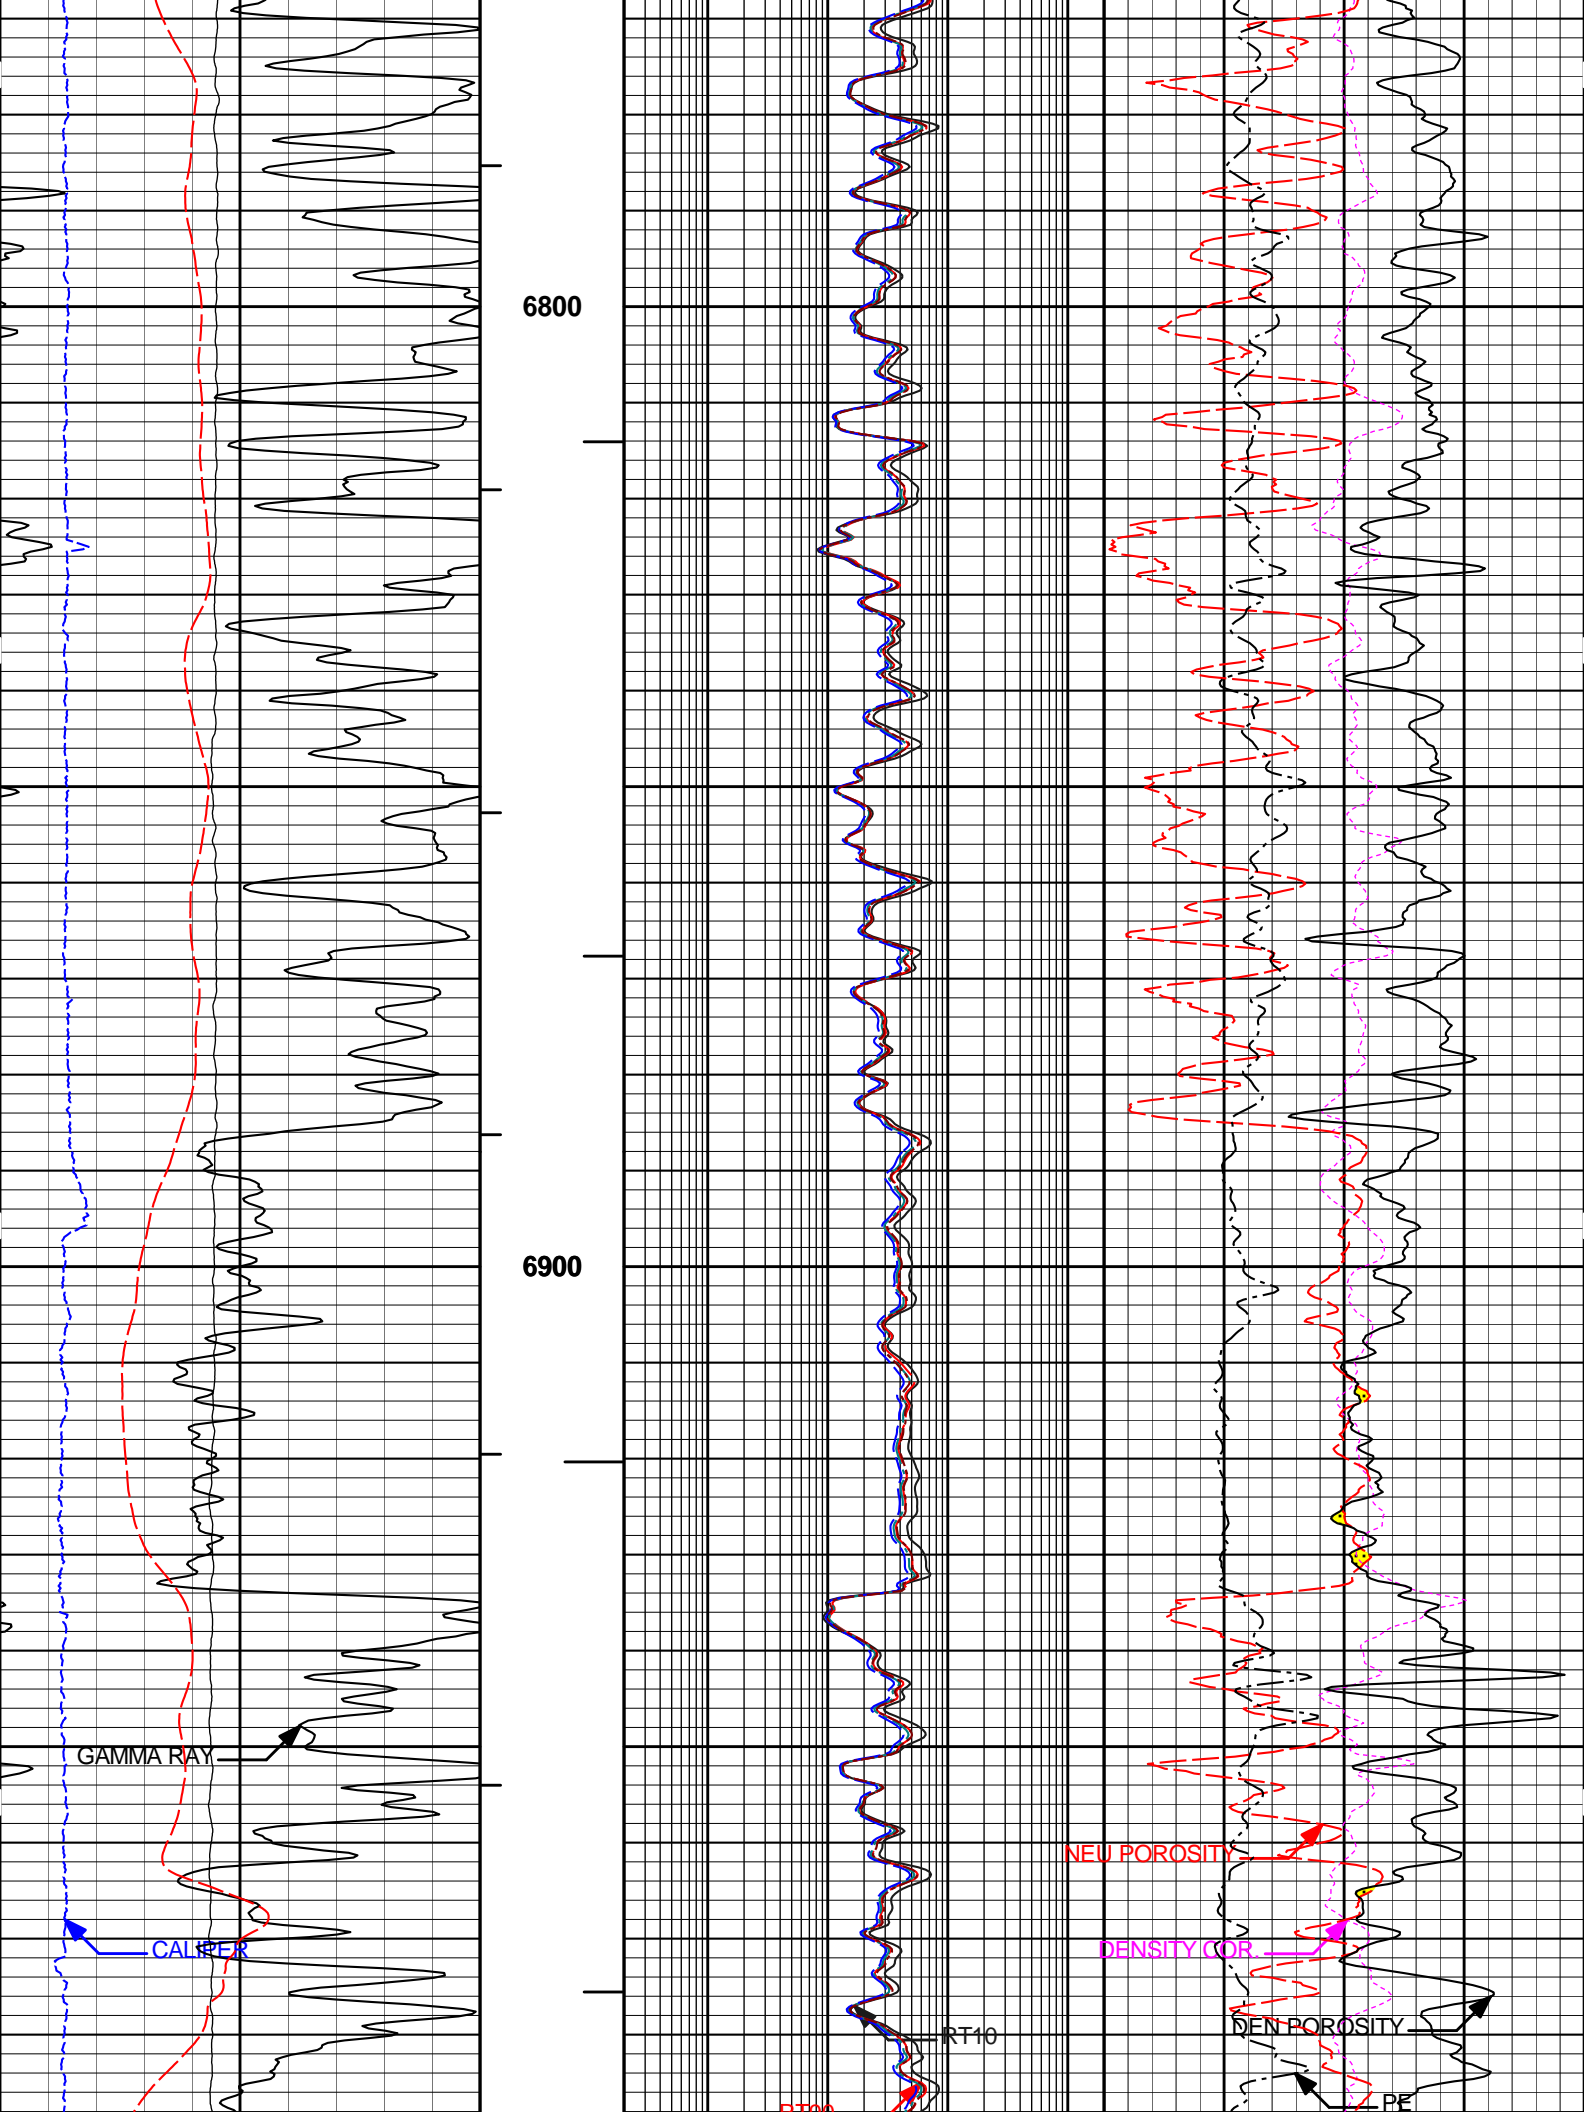 6800
6900
GAMMA RAY
NEU POROSITY
CALIPER
DENSITY COR.
DEN POROSITY
RT10
PE